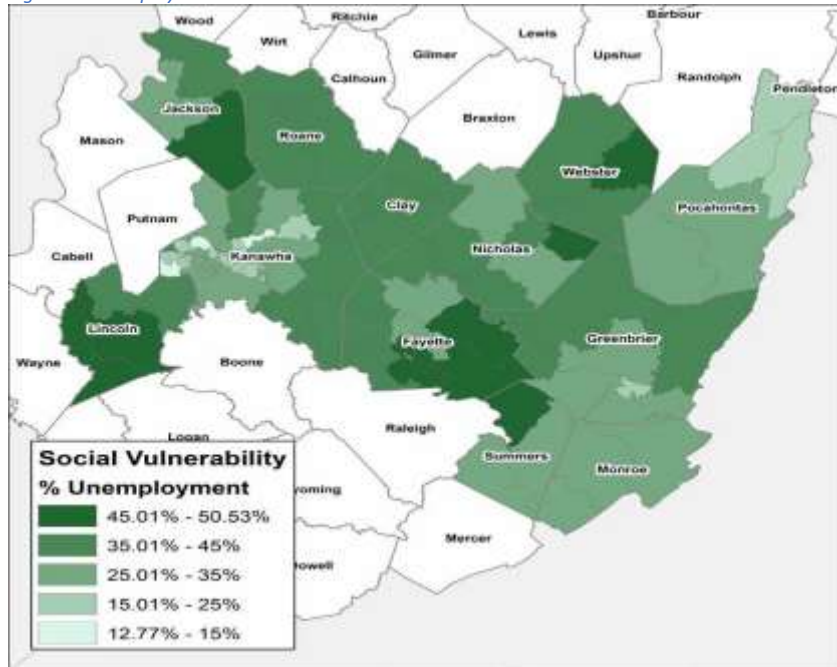 Wood
Ritchie
Barbour
Wirt
Lewis
Gilmer
Upshur
Calhoun
Randolph
Pendleton
Jackson
Braxton
Roane
Mason
Webster
Clay
Putnam
Pocahontas
Nicholas
Cabell
Kanawha
Lincoln
Fayette
Greenbrier
Wayne
Boone
Raleigh
Logan
Summers
Monroe
Social Vulnerability
% Unemployment
yoming
45.01% - 50.53%
35.01% - 45%
Mercer
25.01% - 35%
owell
15.01% - 25%
12.77% - 15%